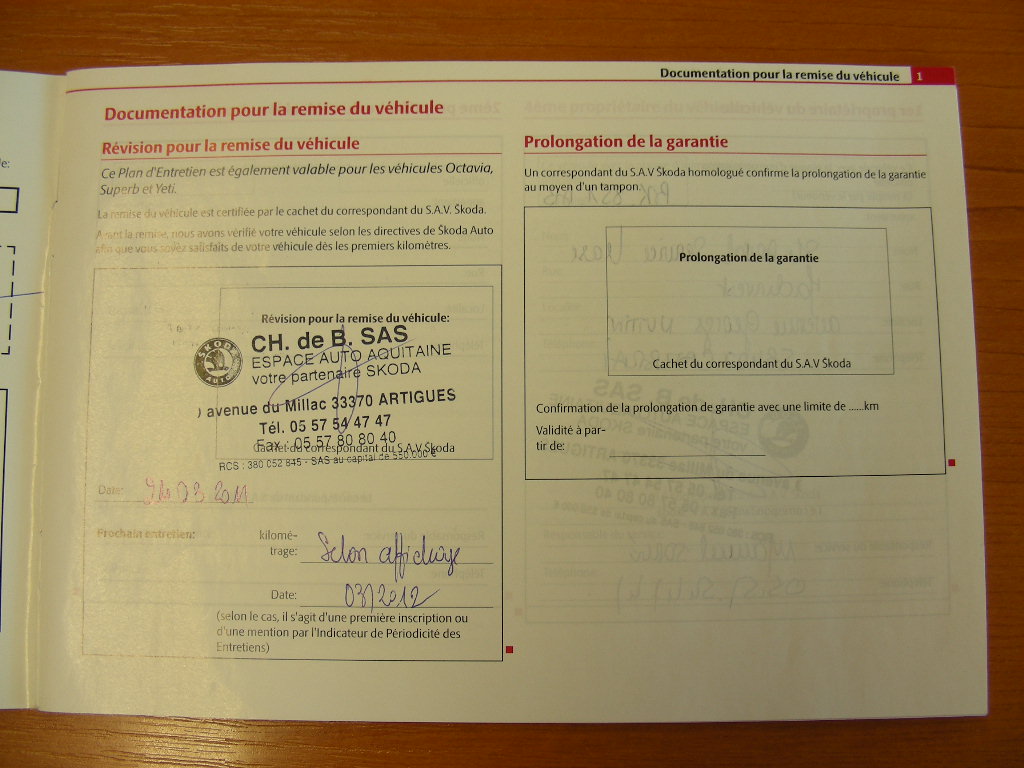 Documentation pour la remise du véhicule 1
Documentation pour la remise du véhicule
Révision pour la remise du véhicule
Ce Plan d'Entretien est également valable pour les véhicules Octavia,
Superb et Yeti.
La remise du véhicule est certifiée par le cachet du correspondant du S.A.V. Škoda.
Avant la remise, nous avons vérifié votre véhicule selon les directives de Škoda Auto
afin que vous soyez satisfaits de votre véhicule dès les premiers kilomètres.
Révision pour la remise du véhicule:
CH. de B. SAS
ESPACE AUTO AQUITAINE
votre partenaire SKODA
SKODA
AUTO
avenue du Millac 33370 ARTIGUES
Tél. 05 57 54 47 47
Fax : 05 57 80 80 40
Cachet du correspondant du S.A.V Škoda
RCS : 380 052 845 - SAS au capital de 550.000 €
Date: 03 2011
Prochain entretien:
kilomé-
trage: Selon affichage
Date: 03/2012
(selon le cas, il s'agit d'une première inscription ou
d'une mention par l'Indicateur de Périodicité des
Entretiens)
Prolongation de la garantie
Un correspondant du S.A.V Škoda homologué confirme la prolongation de la garantie
au moyen d'un tampon.
Prolongation de la garantie
Cachet du correspondant du S.A.V Škoda
Confirmation de la prolongation de garantie avec une limite de ......km
Validité à par-
tir de: